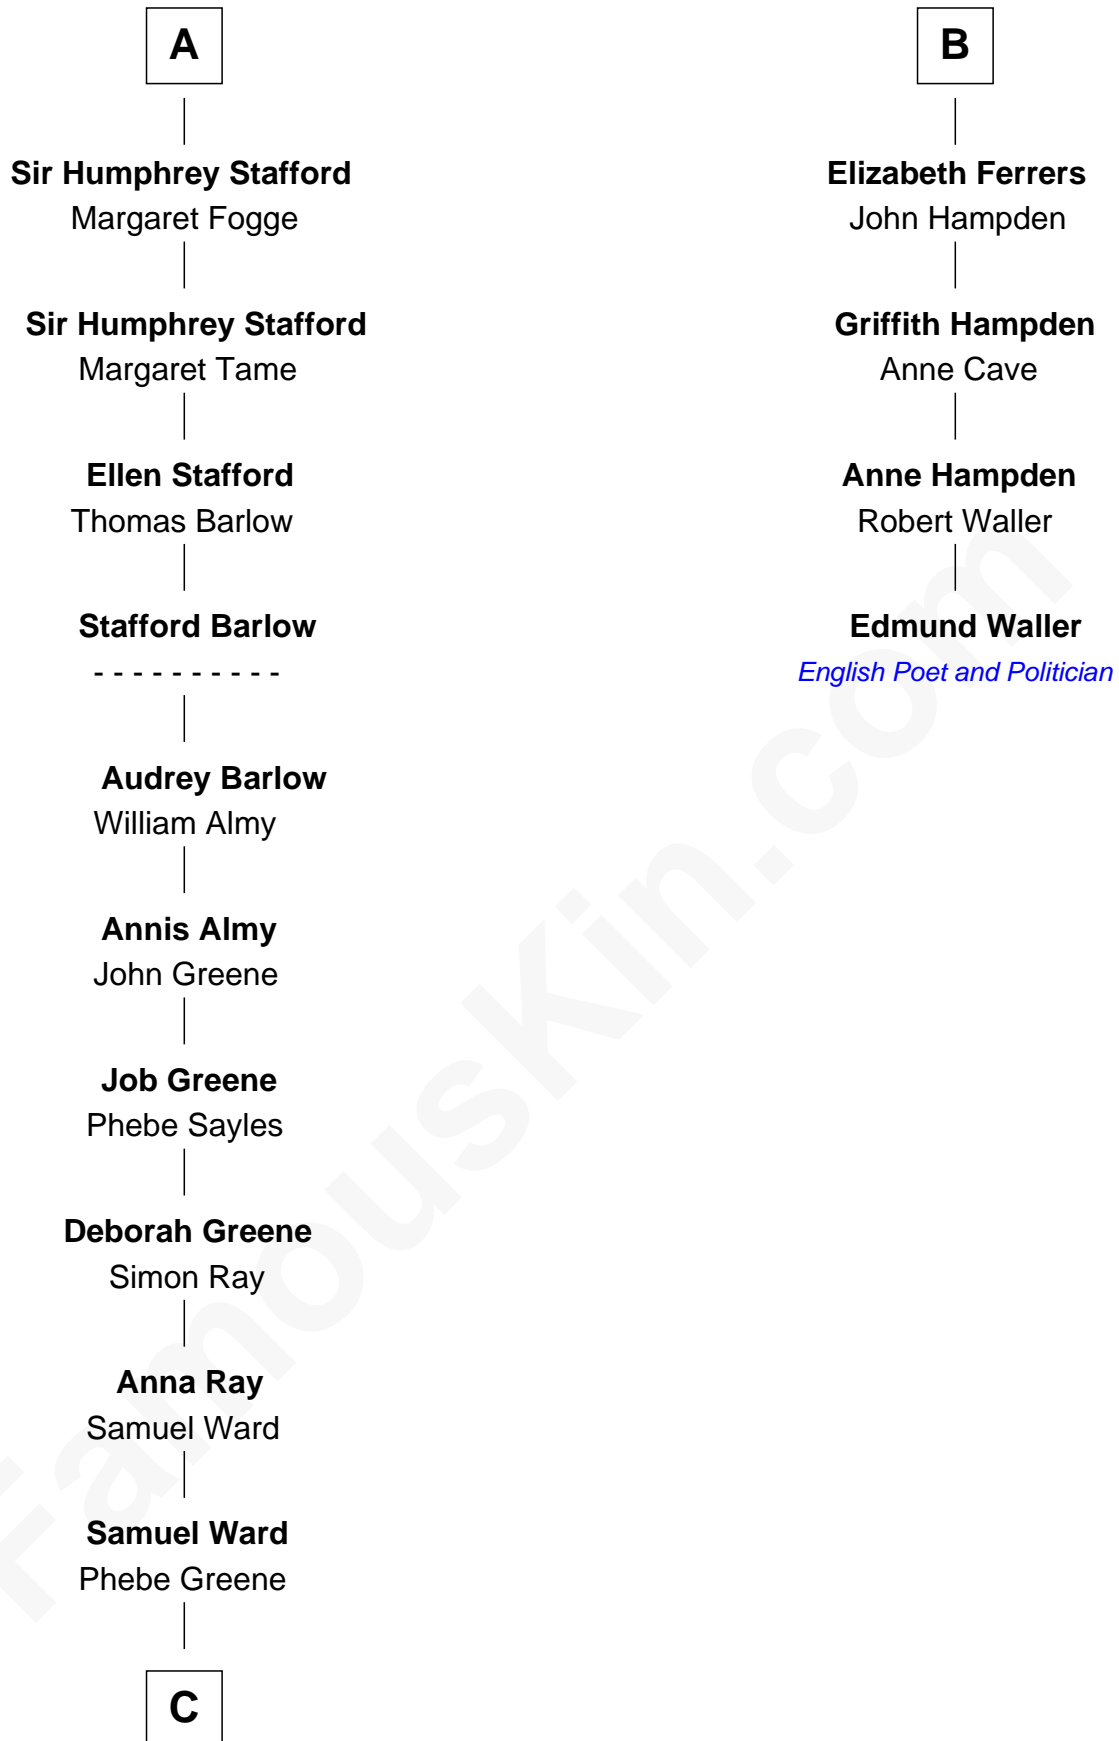 A
Sir Humphrey Stafford
Margaret Fogge
Sir Humphrey Stafford
Margaret Tame
Ellen Stafford
Thomas Barlow
Stafford Barlow
- - - - - - - - - -
Audrey Barlow
William Almy
Annis Almy
John Greene
Job Greene
Phebe Sayles
Deborah Greene
Simon Ray
Anna Ray
Samuel Ward
Samuel Ward
Phebe Greene
C
B
Elizabeth Ferrers
John Hampden
Griffith Hampden
Anne Cave
Anne Hampden
Robert Waller
Edmund Waller
English Poet and Politician
FamousKin.com